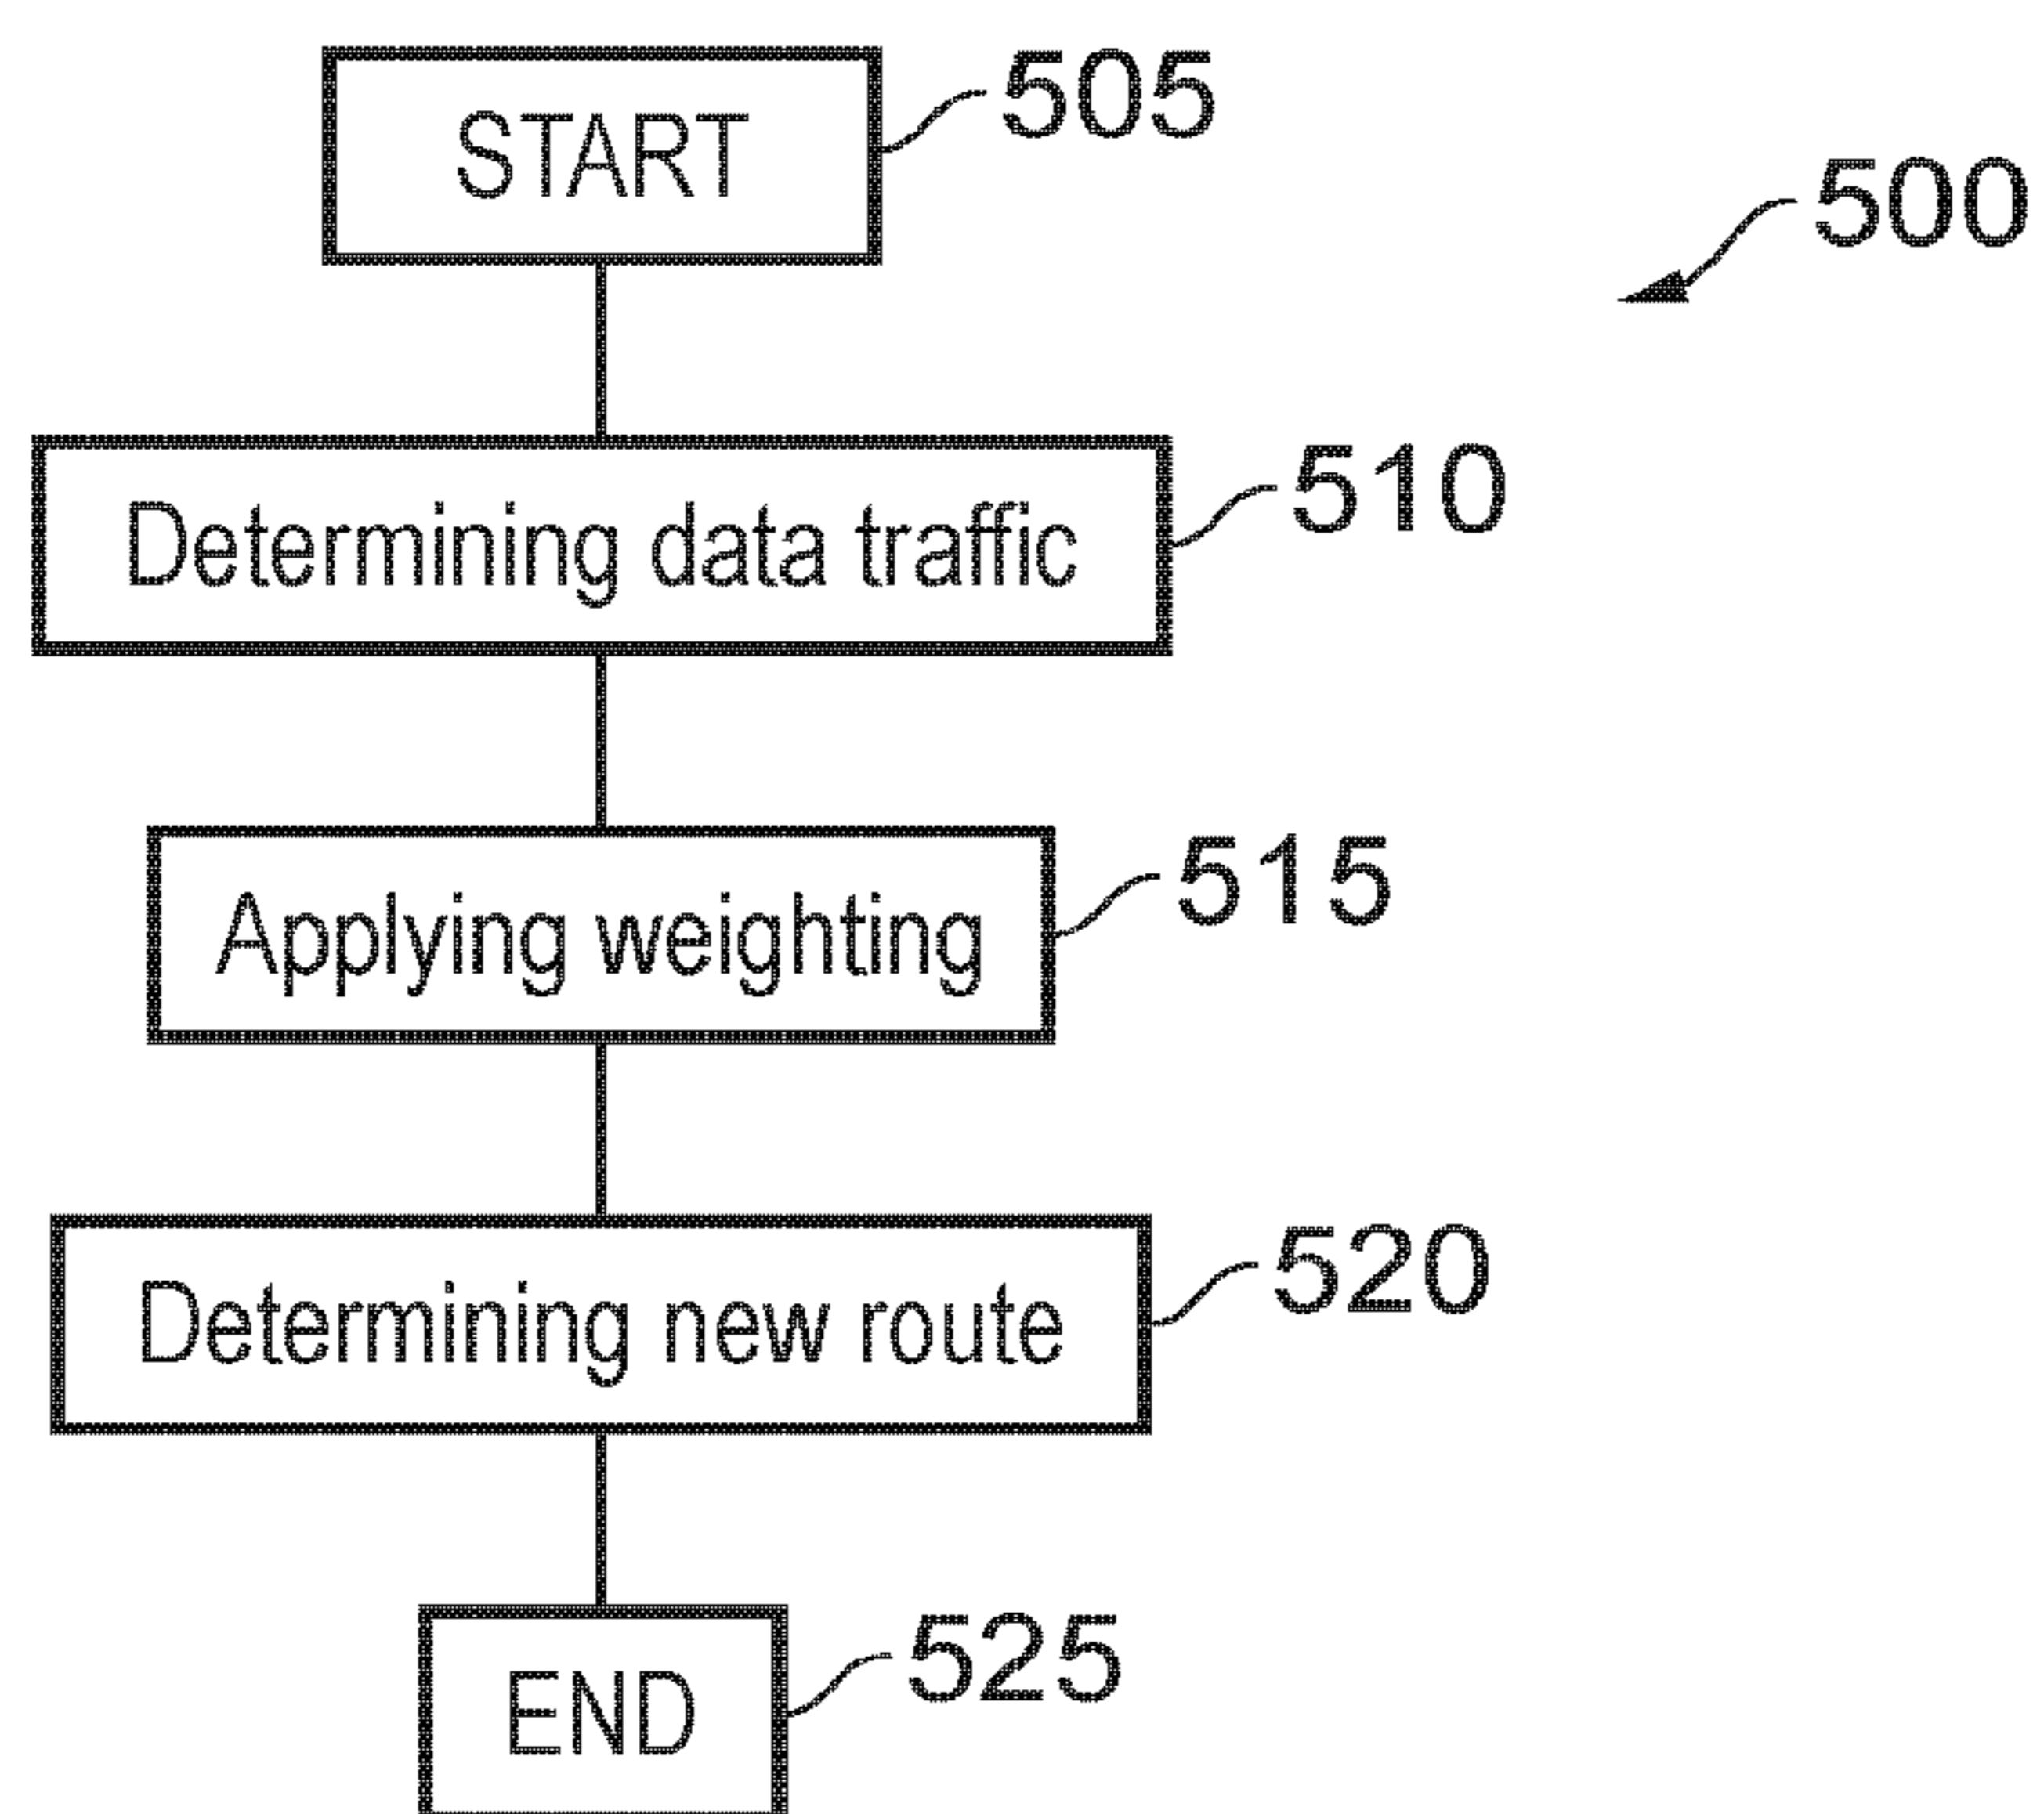 START
505
500
Determining data traffic
510
Applying weighting
515
Determining new route
520
END
525